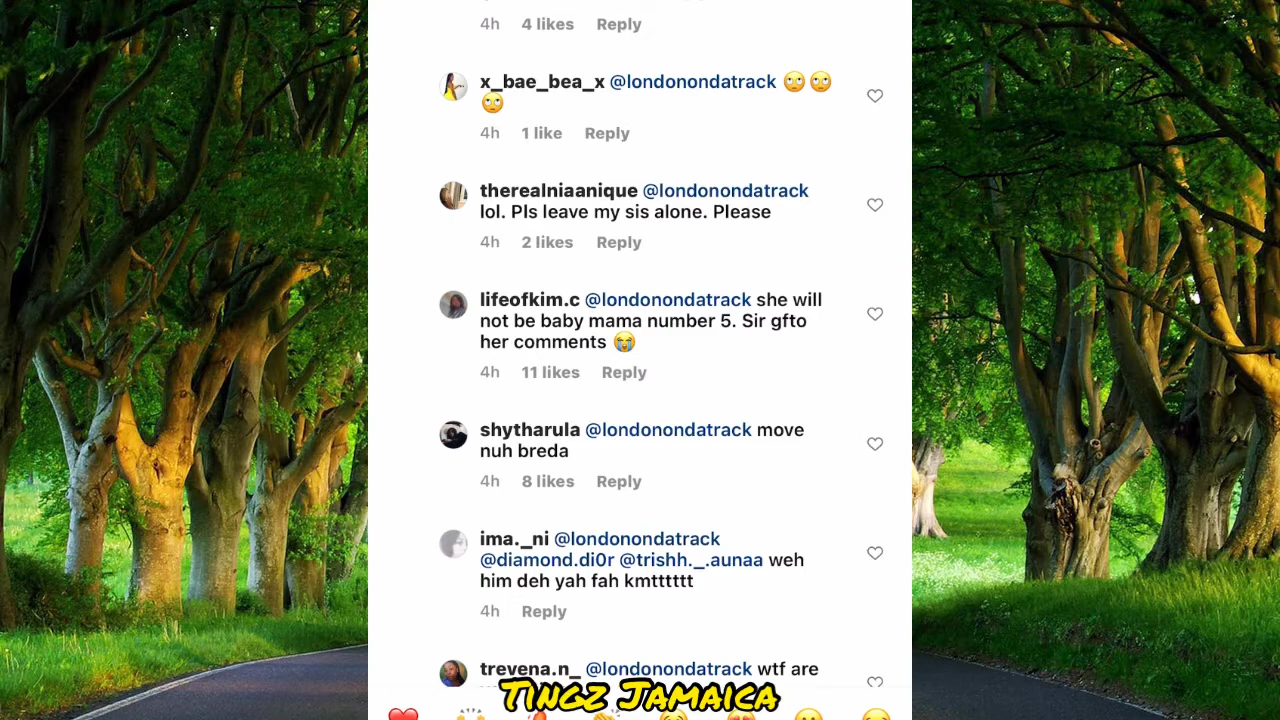 4h 4 likes Reply
x_bae_bea_x @londonondatrack 🙄🙄
🙄
4h 1 like Reply
therealniaanique @londonondatrack
lol. Pls leave my sis alone. Please
4h 2 likes Reply
lifeofkim.c @londonondatrack she will
not be baby mama number 5. Sir gfto
her comments 😭
4h 11 likes Reply
shytharula @londonondatrack move
nuh breda
4h 8 likes Reply
ima._ni @londonondatrack
@diamond.di0r @trishh._.aunaa weh
him deh yah fah kmtttttt
4h Reply
trevena.n_ @londonondatrack wtf are
Tingz Jamaica